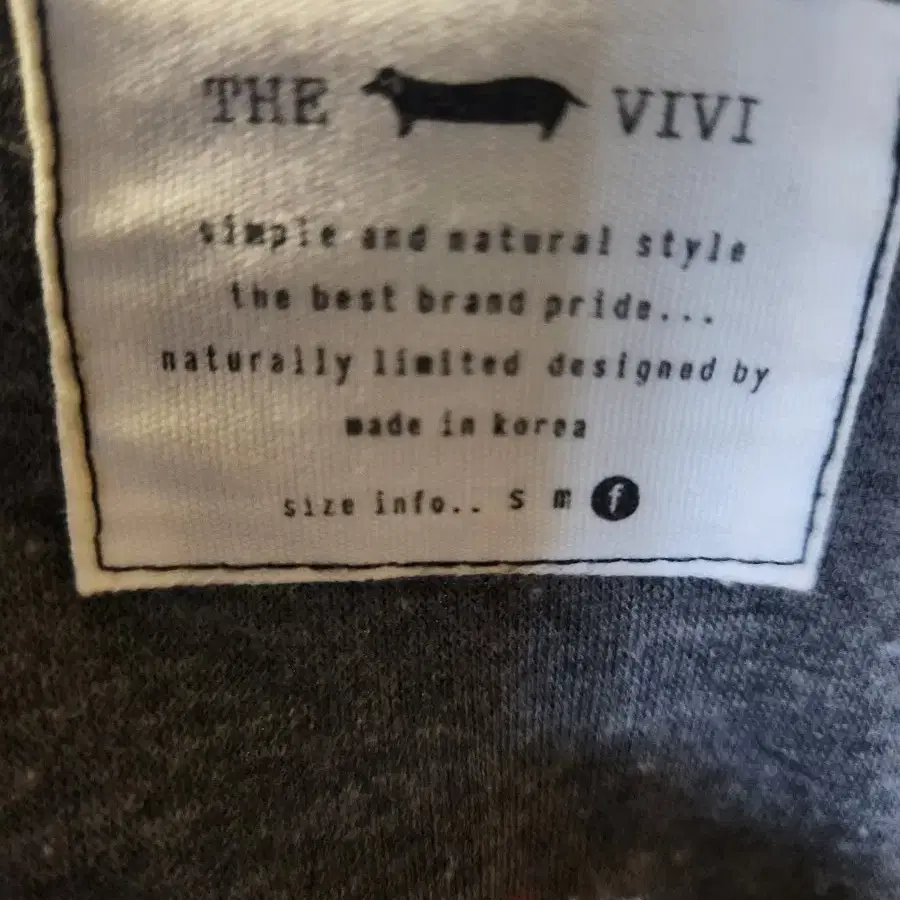 THE VIVI
simple and natural style
the best brand pride...
naturally limited designed by
made in korea
size info.. s m f